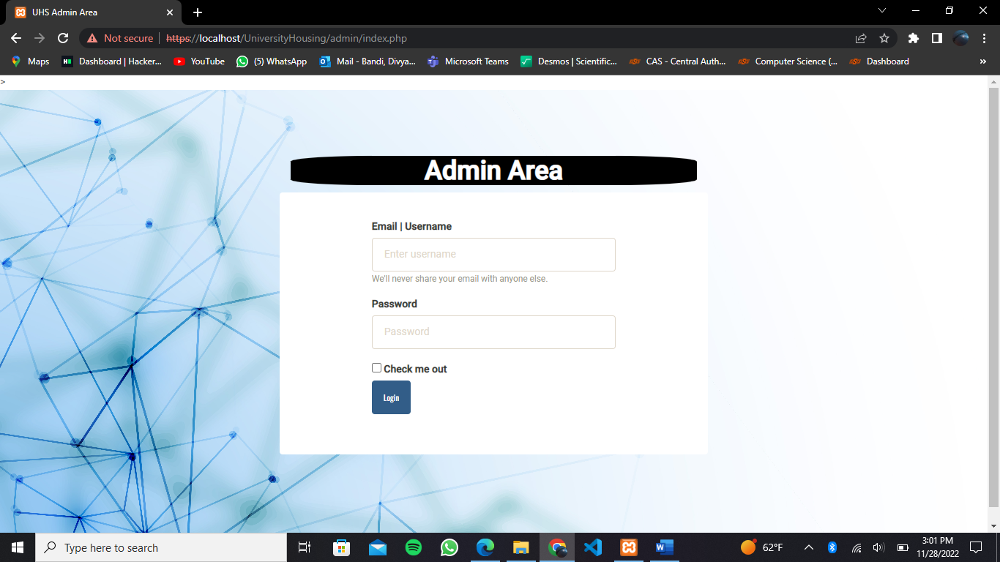 UHS Admin Area
Not secure https://localhost/UniversityHousing/admin/index.php
Maps Dashboard | Hacker... YouTube (5) WhatsApp Mail - Bandi, Divya... Microsoft Teams Desmos | Scientific... CAS - Central Auth... Computer Science (... Dashboard »
>
Admin Area
Email | Username
Enter username
We'll never share your email with anyone else.
Password
Password
Check me out
Login
Type here to search
62°F
3:01 PM
11/28/2022